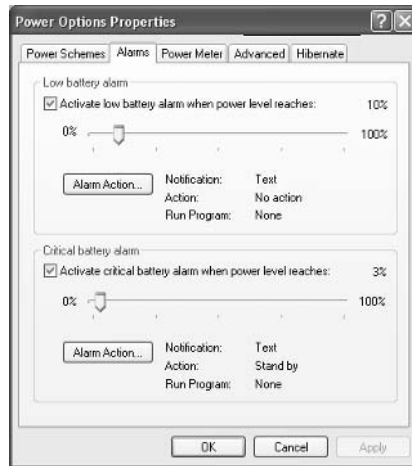 Power Options Properties
Power Schemes Alarms Power Meter Advanced Hibernate
Low battery alarm
Activate low battery alarm when power level reaches: 10%
0% 100%
Alarm Action... Notification: Text
Action: No action
Run Program: None
Critical battery alarm
Activate critical battery alarm when power level reaches: 3%
0% 100%
Alarm Action... Notification: Text
Action: Stand by
Run Program: None
OK Cancel Apply